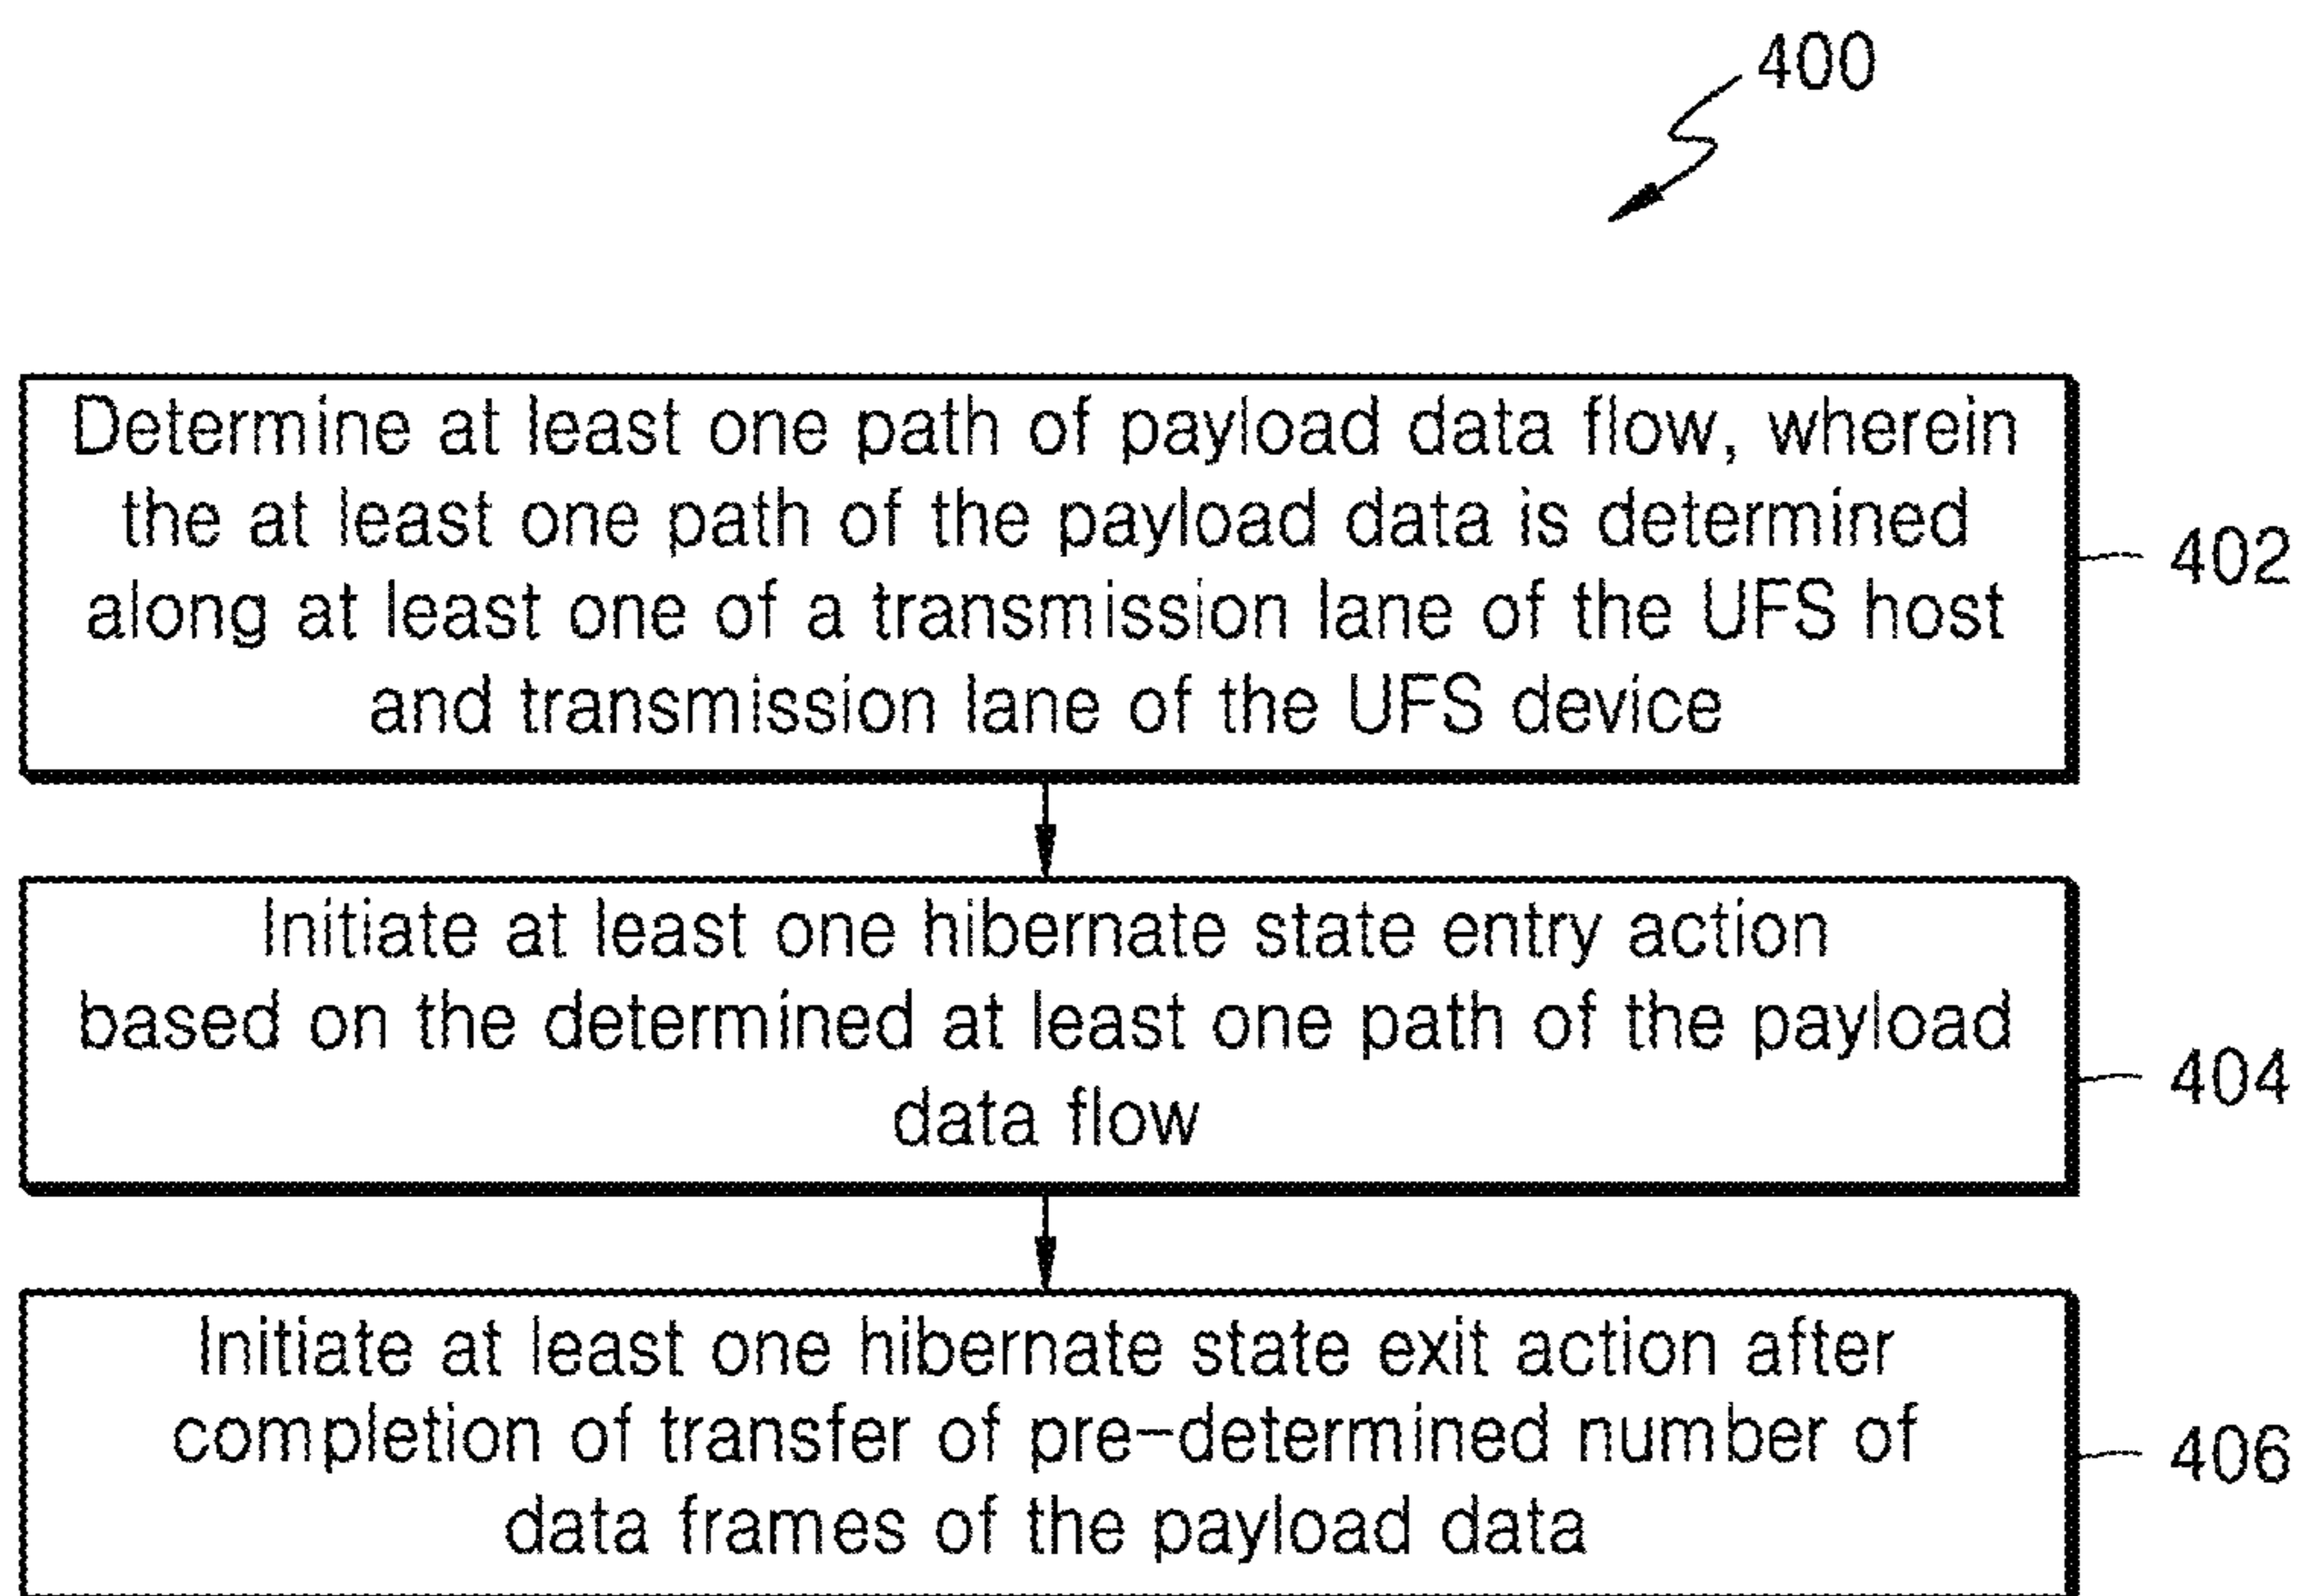 400
Determine at least one path of payload data flow, wherein
the at least one path of the payload data is determined
along at least one of a transmission lane of the UFS host
and transmission lane of the UFS device
402
Initiate at least one hibernate state entry action
based on the determined at least one path of the payload
data flow
404
Initiate at least one hibernate state exit action after
completion of transfer of pre-determined number of
data frames of the payload data
406